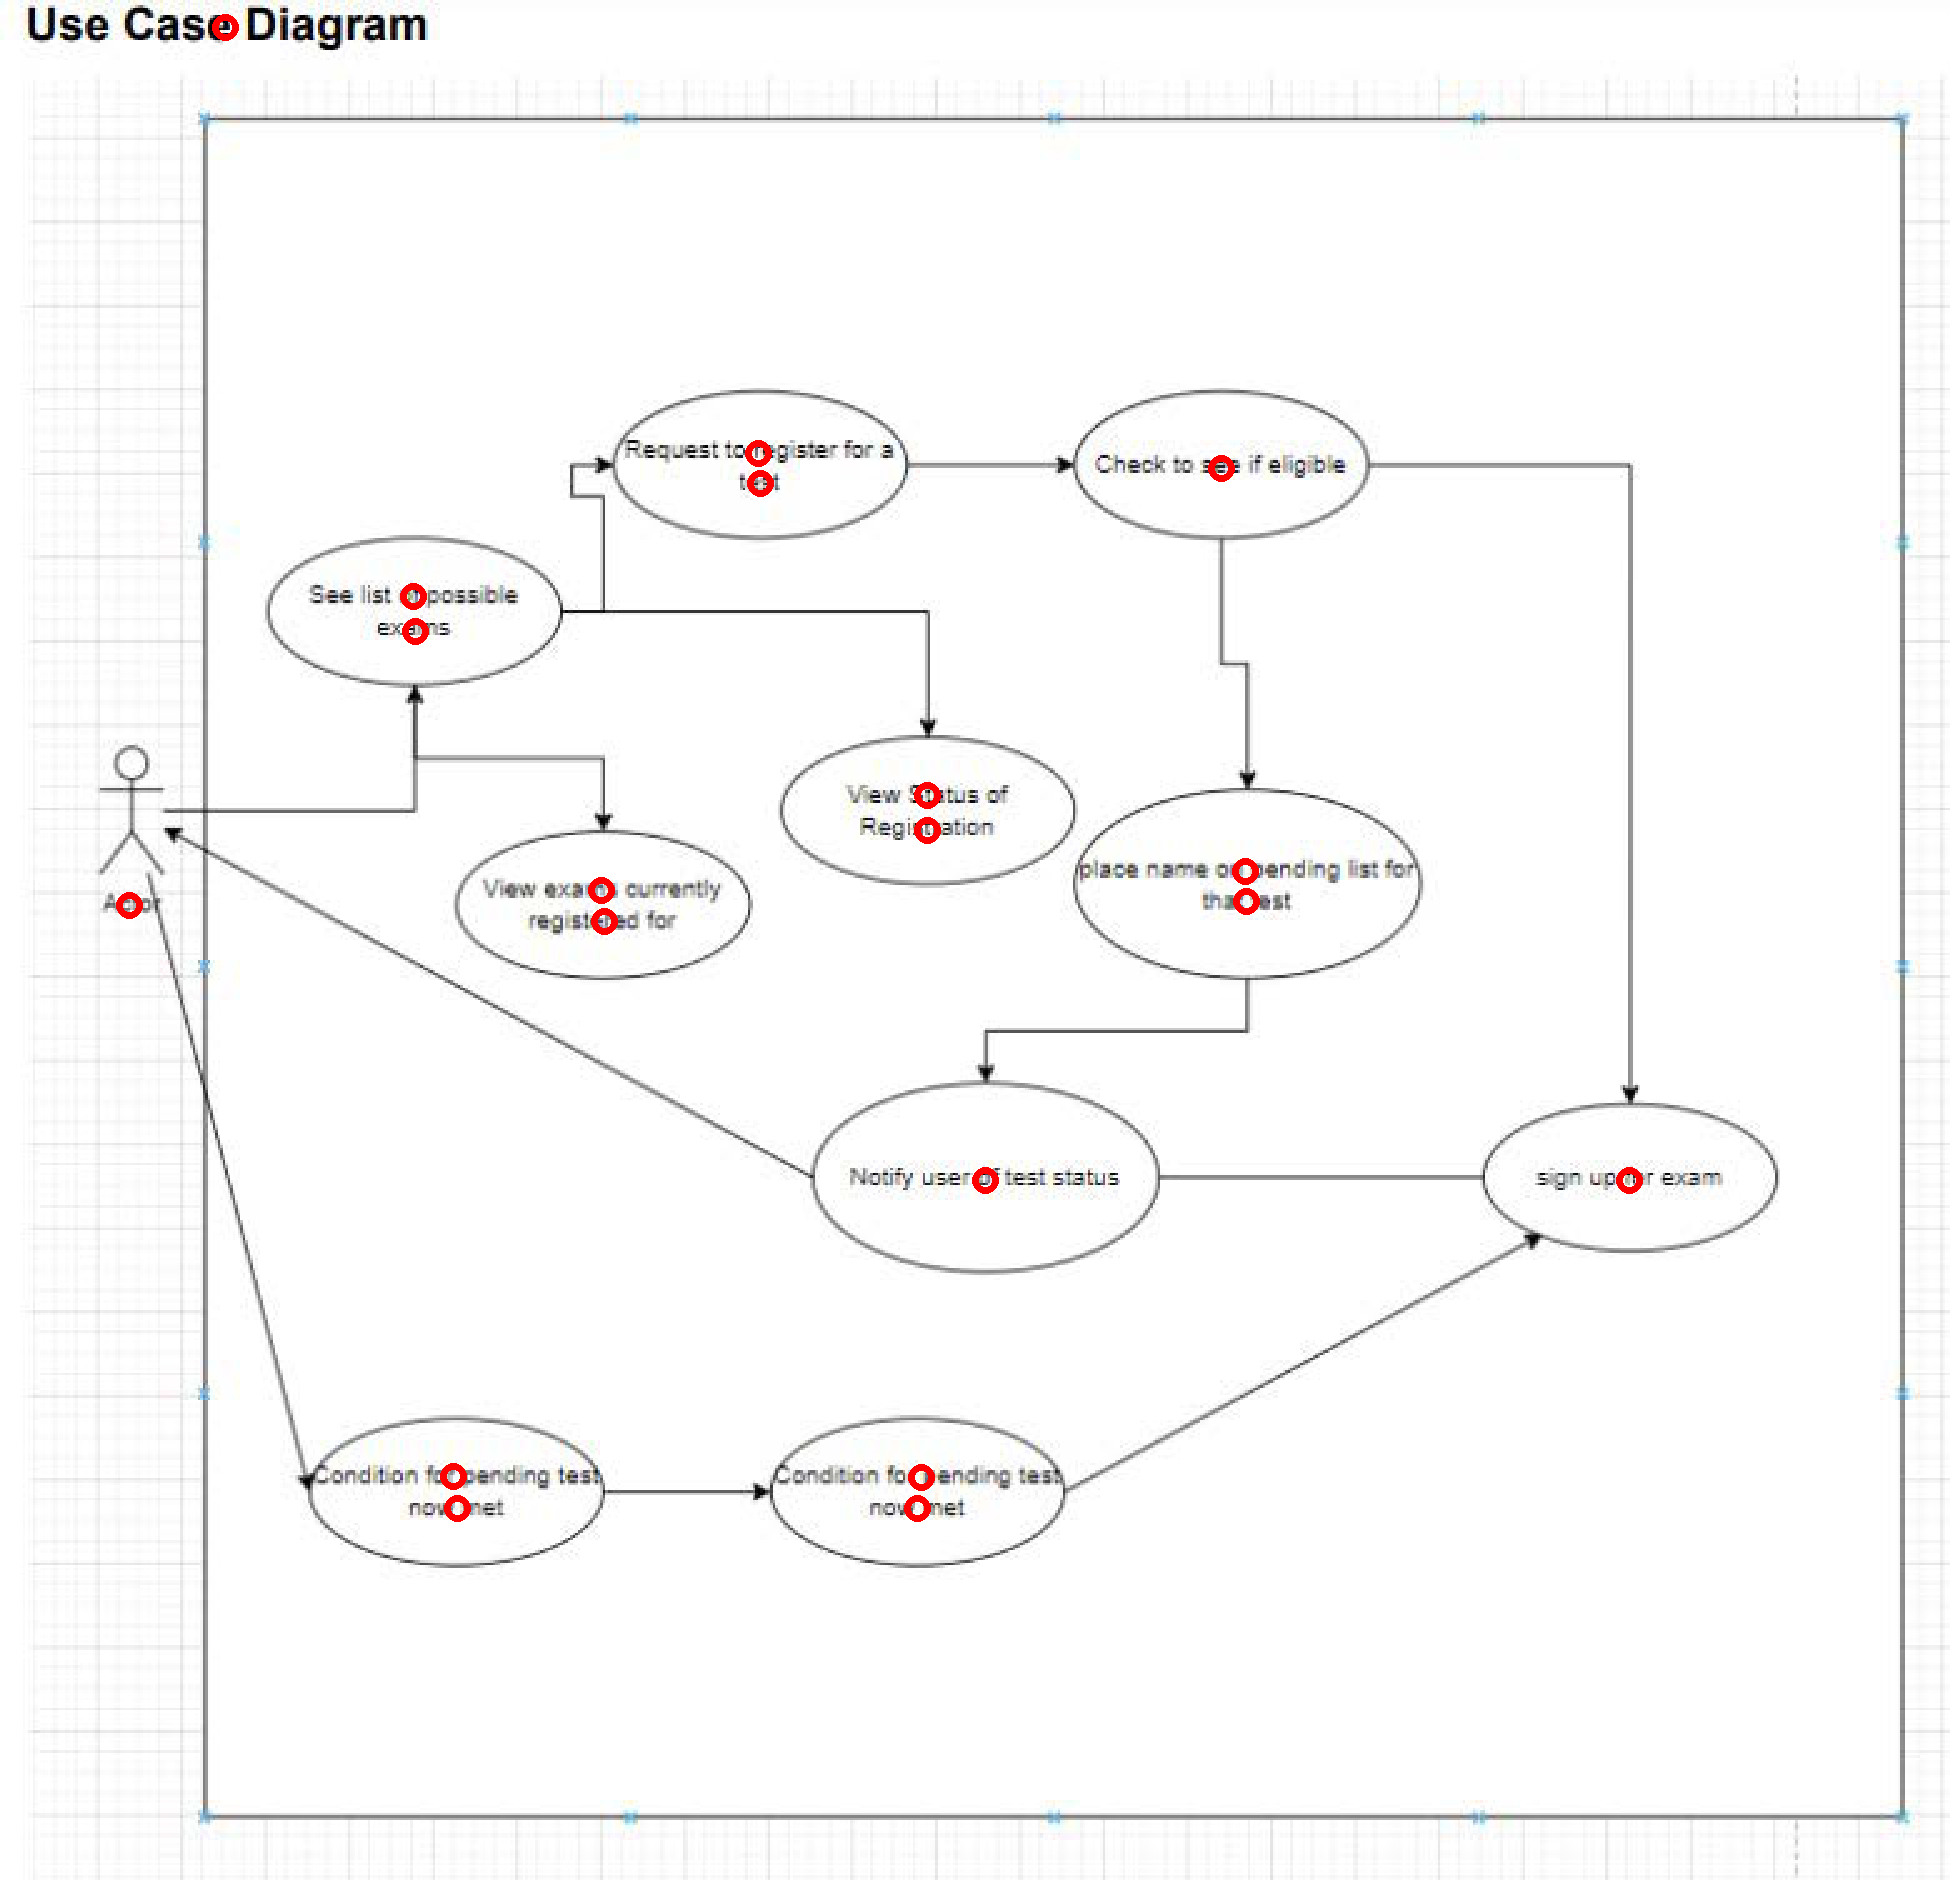 Use Case Diagram
Request to register for a
test
Check to see if eligible
See list of possible
exams
View Status of
Registration
place name on pending list for
that test
View exams currently
registered for
Actor
Notify user of test status
sign up for exam
Condition for pending test
now met
Condition for pending test
now met